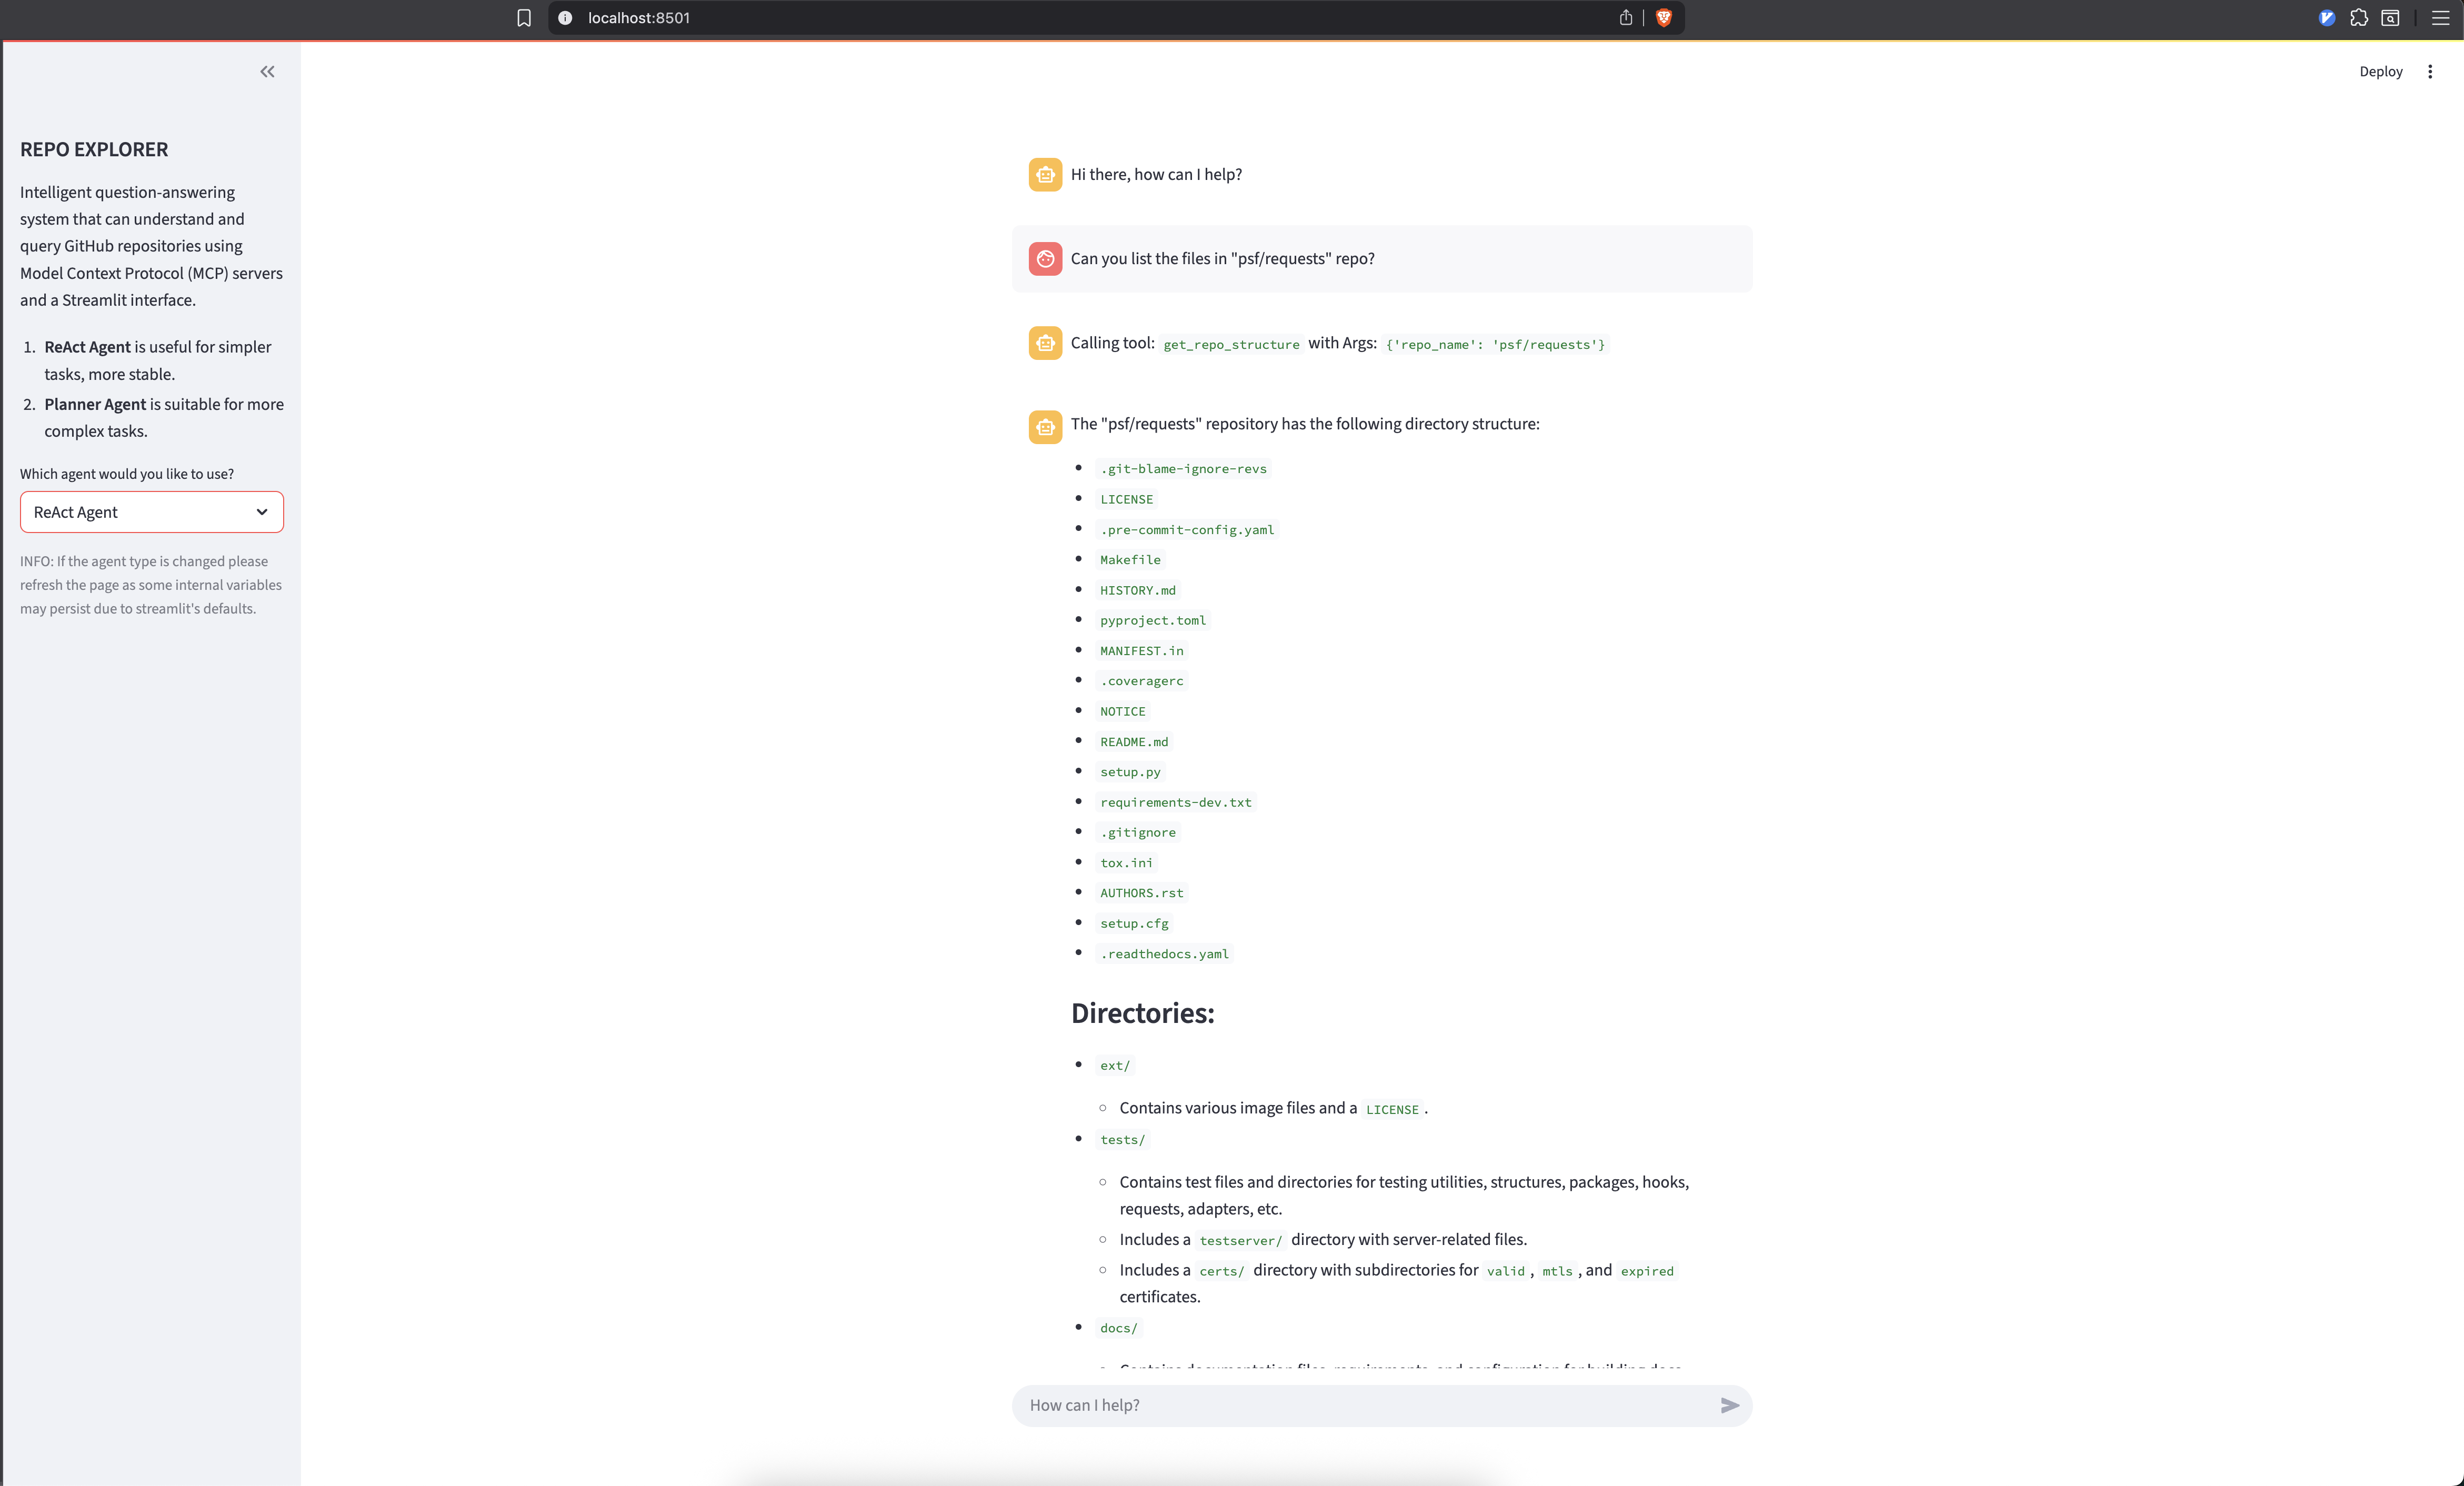 localhost:8501
Deploy
REPO EXPLORER
Intelligent question-answering
system that can understand and
query GitHub repositories using
Model Context Protocol (MCP) servers
and a Streamlit interface.
1. ReAct Agent is useful for simpler
tasks, more stable.
2. Planner Agent is suitable for more
complex tasks.
Which agent would you like to use?
ReAct Agent
INFO: If the agent type is changed please
refresh the page as some internal variables
may persist due to streamlit's defaults.
Hi there, how can I help?
Can you list the files in "psf/requests" repo?
Calling tool: get_repo_structure with Args: {'repo_name': 'psf/requests'}
The "psf/requests" repository has the following directory structure:
.git-blame-ignore-revs
LICENSE
.pre-commit-config.yaml
Makefile
HISTORY.md
pyproject.toml
MANIFEST.in
.coveragerc
NOTICE
README.md
setup.py
requirements-dev.txt
.gitignore
tox.ini
AUTHORS.rst
setup.cfg
.readthedocs.yaml
Directories:
ext/
Contains various image files and a LICENSE.
tests/
Contains test files and directories for testing utilities, structures, packages, hooks,
requests, adapters, etc.
Includes a testserver/ directory with server-related files.
Includes a certs/ directory with subdirectories for valid, mtls, and expired
certificates.
docs/
Contains documentation files, requirements, and configuration for building docs
How can I help?